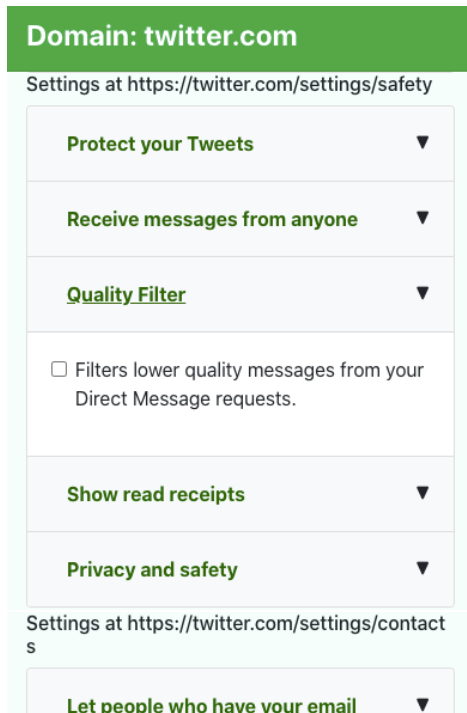 Domain: twitter.com
Settings at https://twitter.com/settings/safety
Protect your Tweets ▼
Receive messages from anyone ▼
Quality Filter ▼
Filters lower quality messages from your
Direct Message requests.
Show read receipts ▼
Privacy and safety ▼
Settings at https://twitter.com/settings/contact
s
Let people who have your email ▼